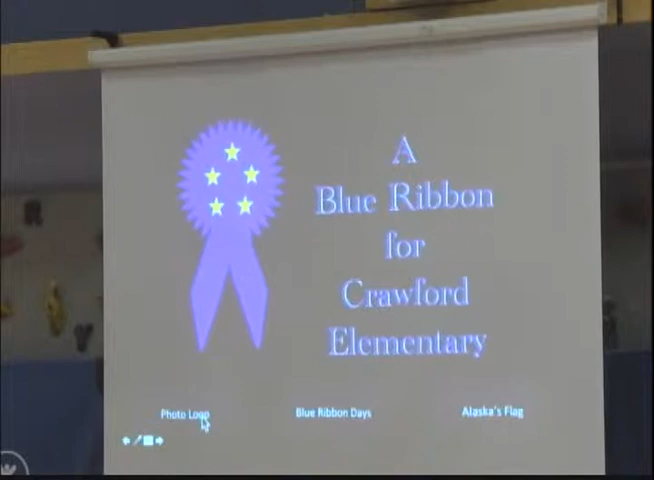 A
Blue Ribbon
for
Crawford
Elementary
Photo Loop
Blue Ribbon Days
Alaska's Flag